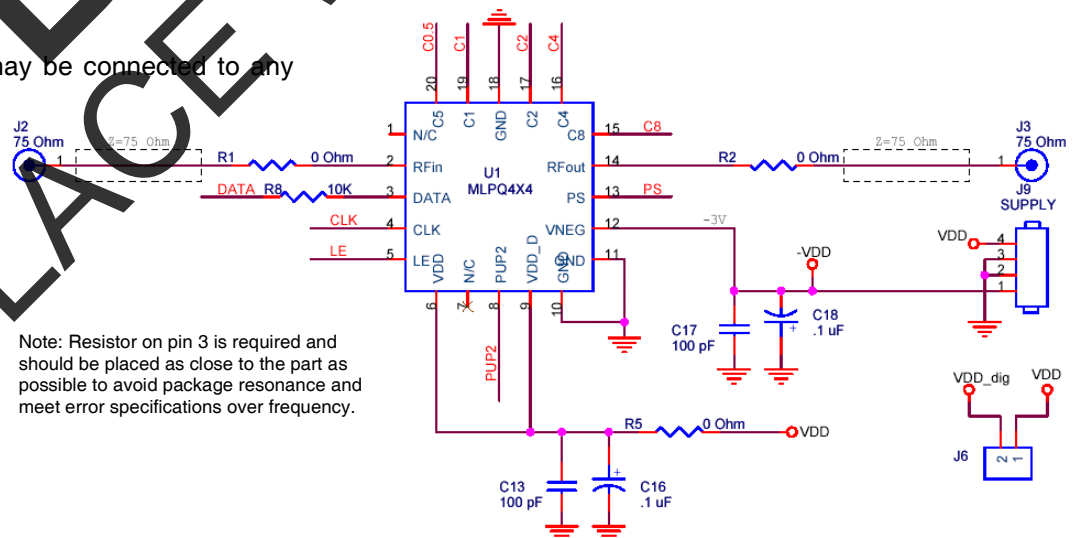 ACE
may be connected to any
C0.5
C1
C2
C4
20
19
18
17
16
C5
C1
GND
C2
C4
J2
75 Ohm
1
Z=75 Ohm
R1
0 Ohm
DATA
R8
10K
CLK
LE
1
2
3
4
5
N/C
RFin
DATA
CLK
LE
U1
MLPQ4X4
C8
RFout
PS
VNEG
GND
15
14
13
12
11
C8
PS
-3V
R2
0 Ohm
Z=75 Ohm
1
J3
75 Ohm
J9
SUPPLY
VDD
4
3
2
1
-VDD
VDD
N/C
PUP2
VDD_D
GND
6
7
8
9
10
PUP2
C17
100 pF
C18
.1 uF
+
Note: Resistor on pin 3 is required and
should be placed as close to the part as
possible to avoid package resonance and
meet error specifications over frequency.
VDD_dig
VDD
J6
2
1
R5
0 Ohm
VDD
C13
100 pF
+
C16
.1 uF